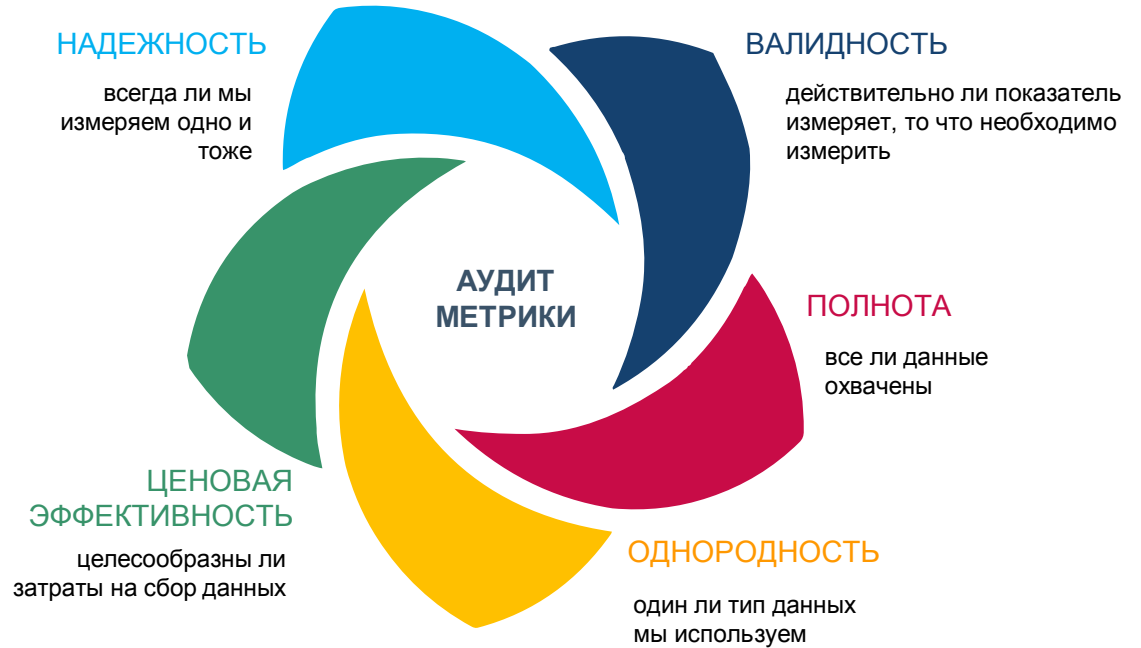 НАДЕЖНОСТЬ
всегда ли мы
измеряем одно и
тоже
ВАЛИДНОСТЬ
действительно ли показатель
измеряет, то что необходимо
измерить
АУДИТ
МЕТРИКИ
ПОЛНОТА
все ли данные
охвачены
ЦЕНОВАЯ
ЭФФЕКТИВНОСТЬ
целесообразны ли
затраты на сбор данных
ОДНОРОДНОСТЬ
один ли тип данных
мы используем